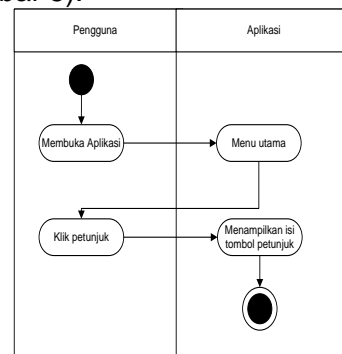 Pengguna
Aplikasi
Membuka Aplikasi
Menu utama
Klik petunjuk
Menampilkan isi
tombol petunjuk